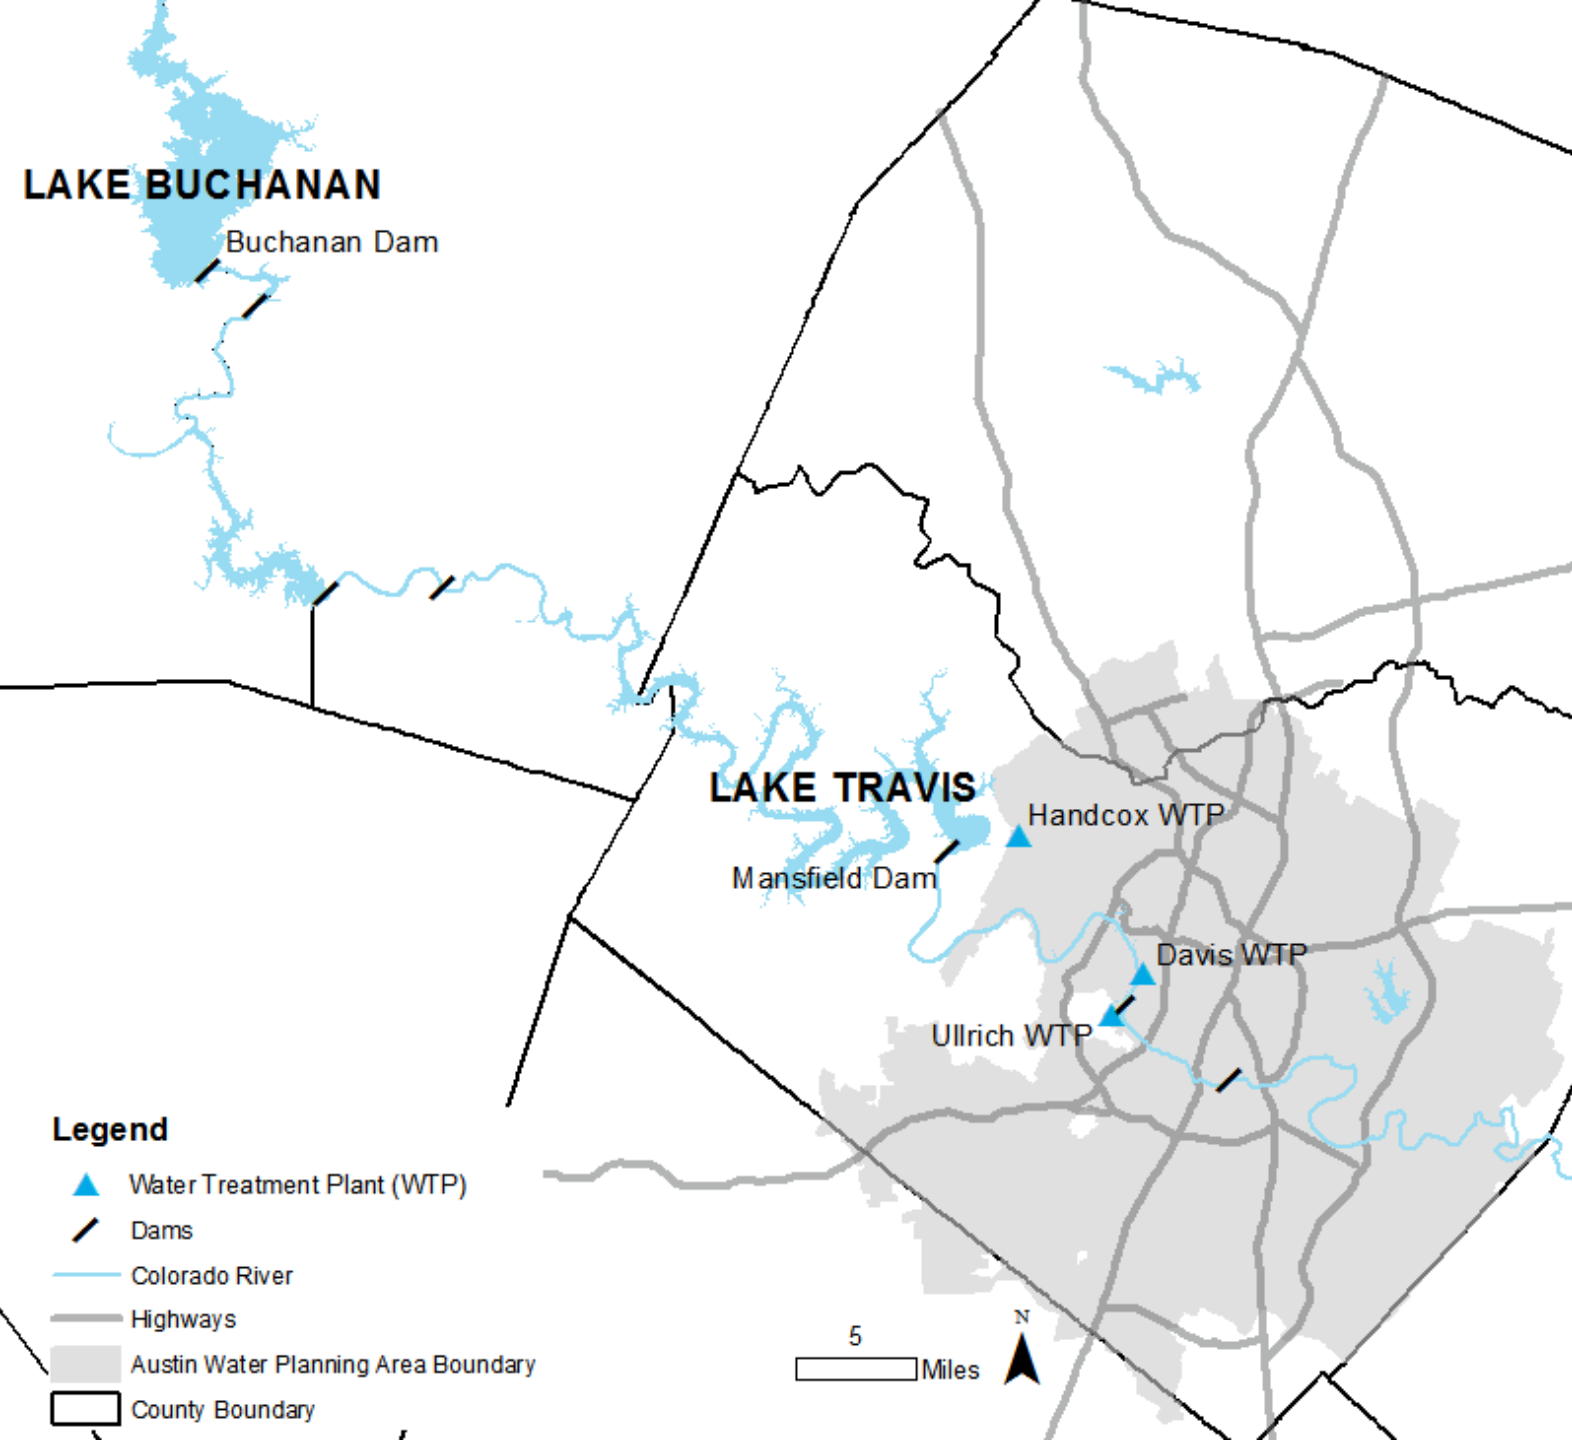 LAKE BUCHANAN
Buchanan Dam
LAKE TRAVIS
Handcox WTP
Mansfield Dam
Davis WTP
Ullrich WTP
Legend
Water Treatment Plant (WTP)
Dams
Colorado River
Highways
Austin Water Planning Area Boundary
County Boundary
5
Miles
N